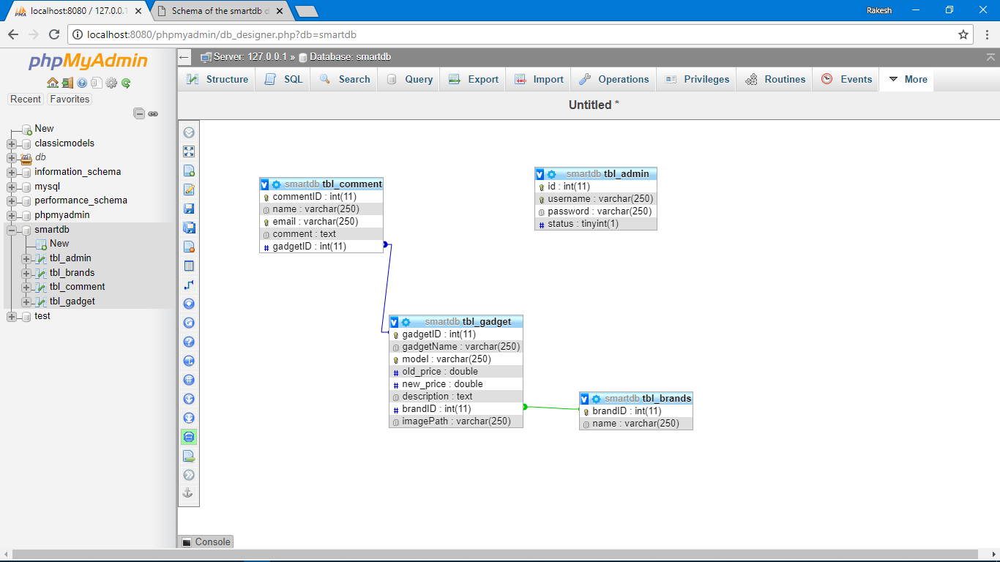 localhost:8080 / 127.0.0.1
Schema of the smartdb d
Rakesh
localhost:8080/phpmyadmin/db_designer.php?db=smartdb
phpMyAdmin
Recent Favorites
New
classicmodels
db
information_schema
mysql
performance_schema
phpmyadmin
smartdb
New
tbl_admin
tbl_brands
tbl_comment
tbl_gadget
test
Server: 127.0.0.1 » Database: smartdb
Structure SQL Search Query Export Import Operations Privileges Routines Events More
Untitled *
smartdb tbl_comment
commentID : int(11)
name : varchar(250)
email : varchar(250)
comment : text
# gadgetID : int(11)
smartdb tbl_admin
id : int(11)
username : varchar(250)
password : varchar(250)
# status : tinyint(1)
smartdb tbl_gadget
gadgetID : int(11)
gadgetName : varchar(250)
model : varchar(250)
# old_price : double
# new_price : double
description : text
# brandID : int(11)
imagePath : varchar(250)
smartdb tbl_brands
brandID : int(11)
name : varchar(250)
Console